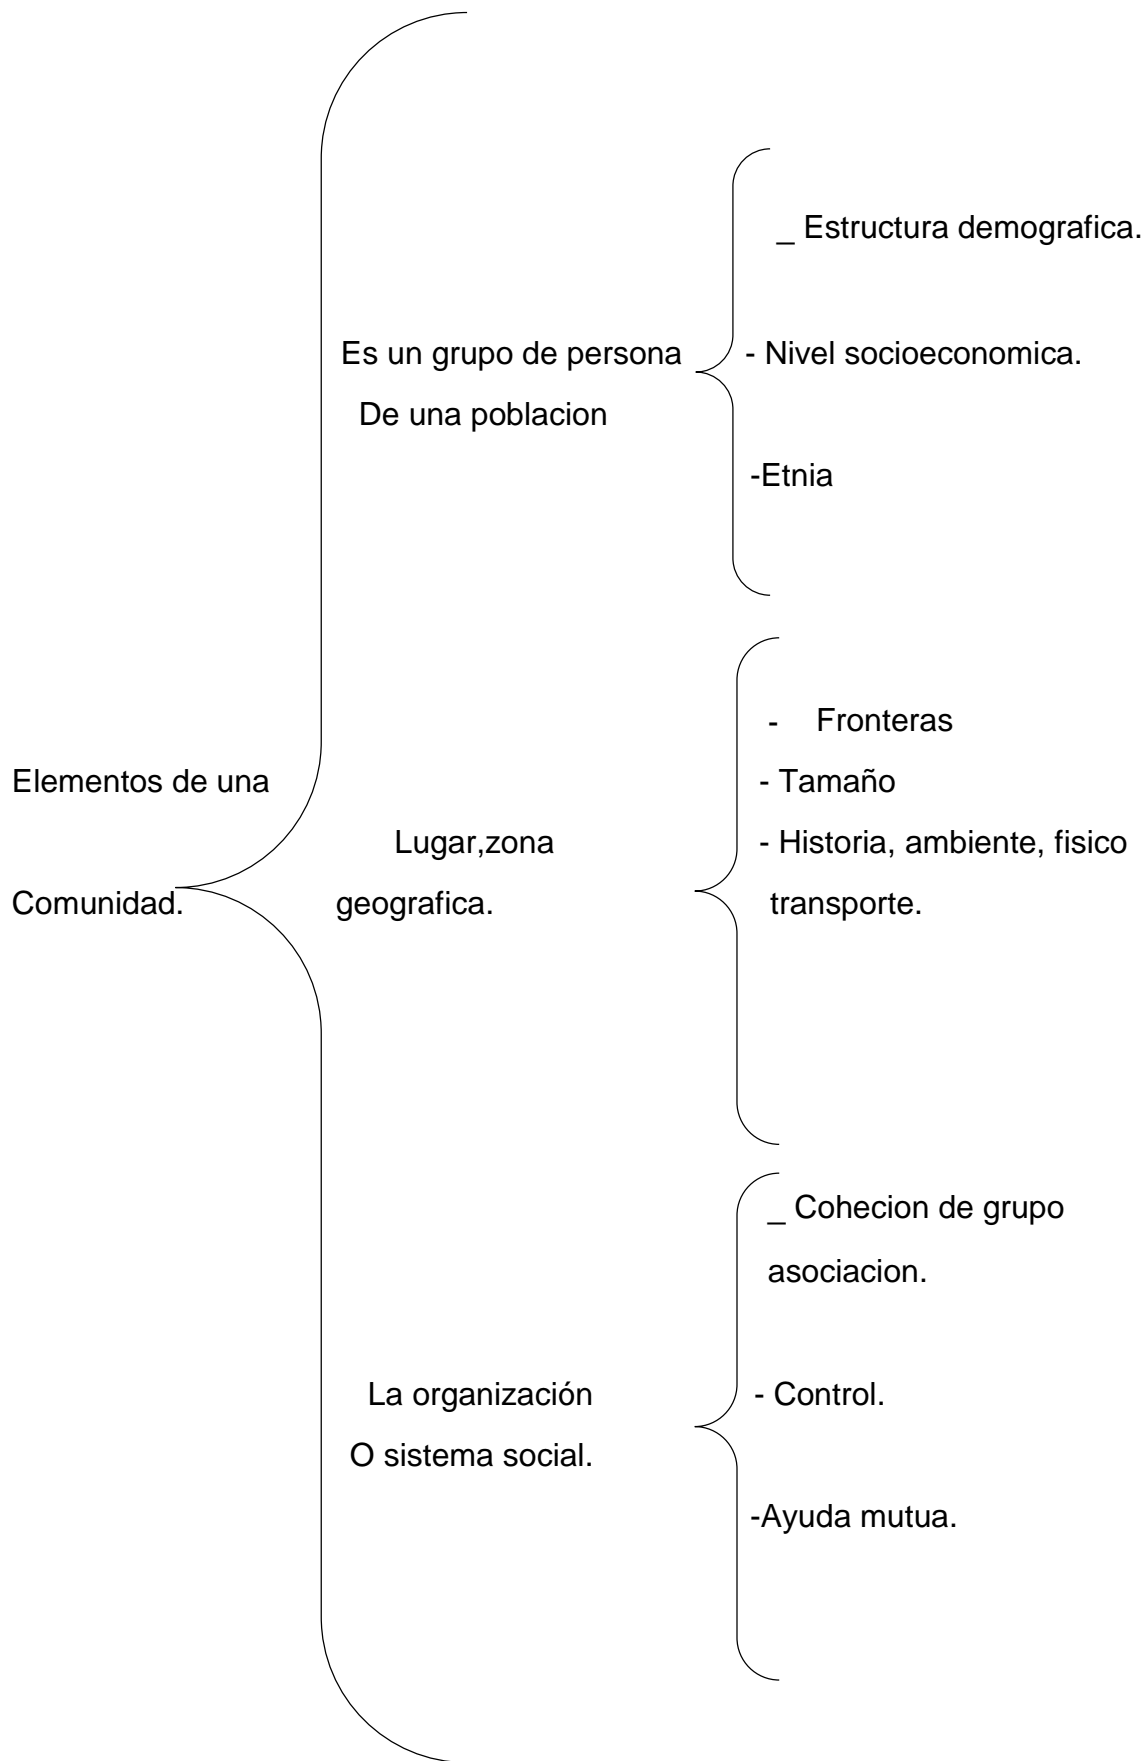 Elementos de una
Comunidad.
Es un grupo de persona
De una poblacion
_ Estructura demografica.
- Nivel socioeconomica.
-Etnia
Lugar,zona
geografica.
- Fronteras
- Tamaño
- Historia, ambiente, fisico
transporte.
La organización
O sistema social.
_ Cohecion de grupo
asociacion.
- Control.
-Ayuda mutua.